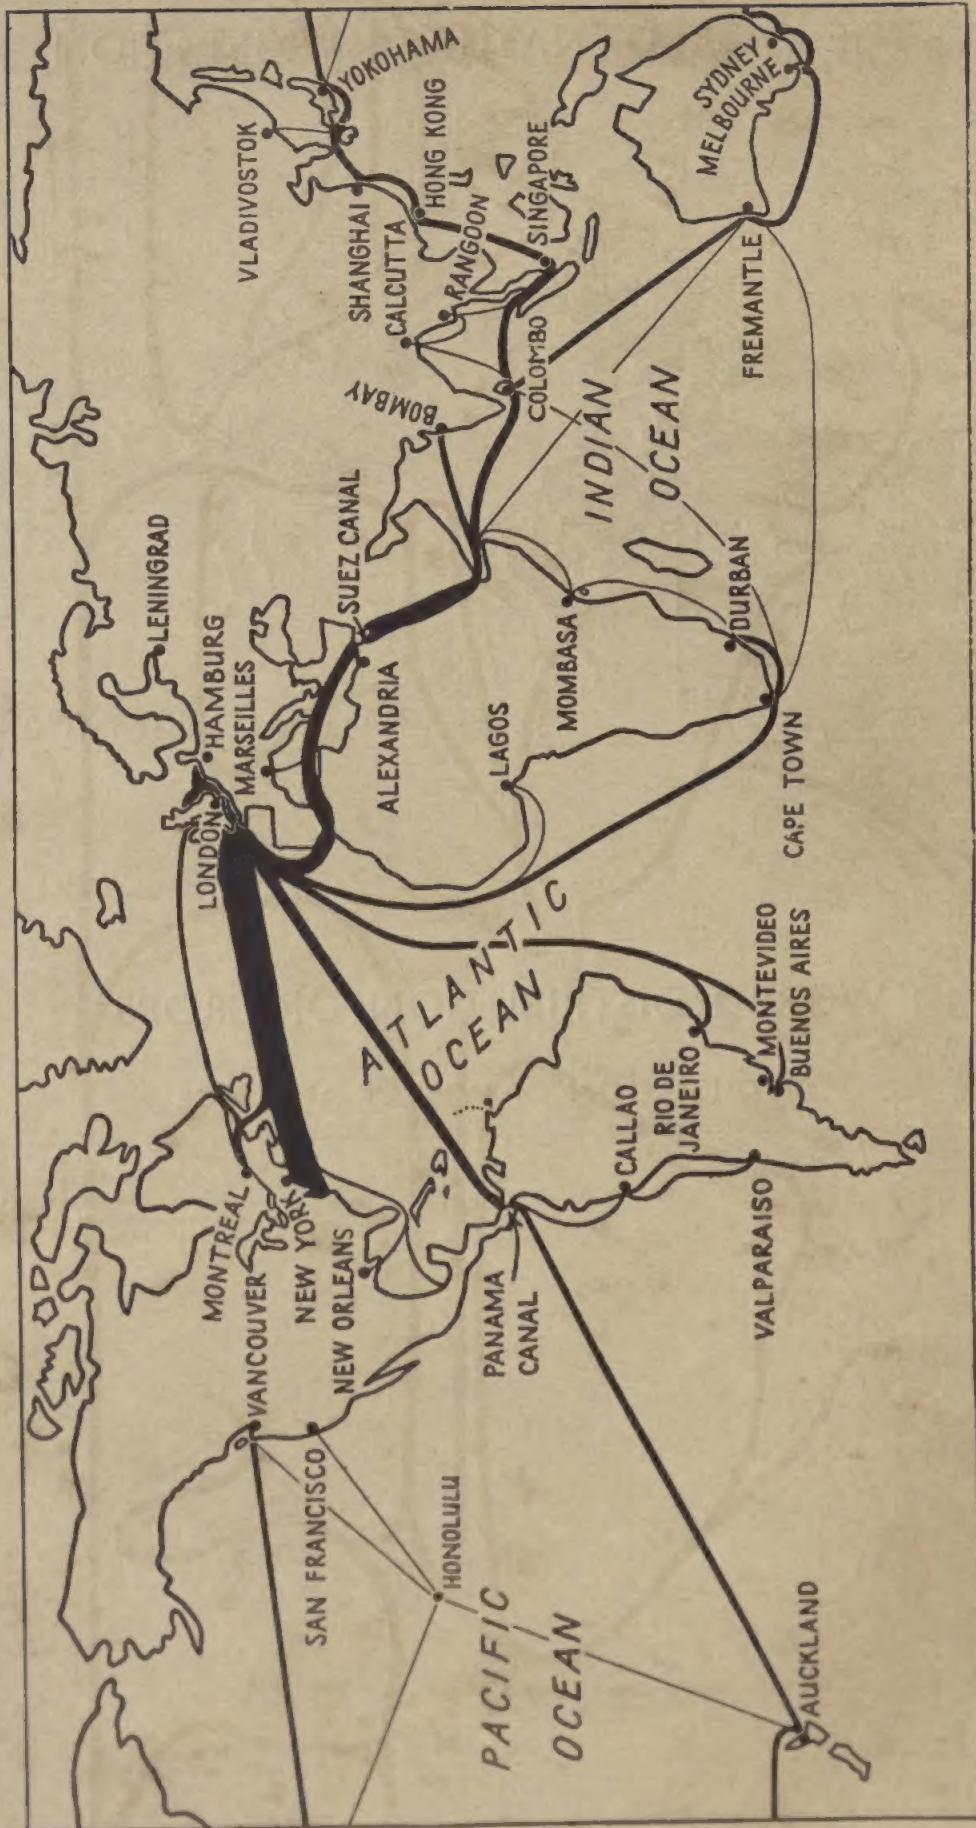 VLADIVOSTOK
YOKOHAMA
SHANGHAI
HONG KONG
CALCUTTA
RANGOON
SINGAPORE
BOMBAY
COLOMBO
SYDNEY
MELBOURNE
FREMANTLE
INDIAN
OCEAN
LENINGRAD
HAMBURG
MARSEILLES
LONDON
SUEZ CANAL
ALEXANDRIA
LAGOS
MOMBASA
DURBAN
CAPE TOWN
ATLANTIC
OCEAN
MONTREAL
VANCOUVER
NEW YORK
NEW ORLEANS
SAN FRANCISCO
PANAMA
CANAL
CALLAO
RIO DE
JANEIRO
MONTEVIDEO
BUENOS AIRES
VALPARAISO
HONOLULU
PACIFIC
OCEAN
AUCKLAND